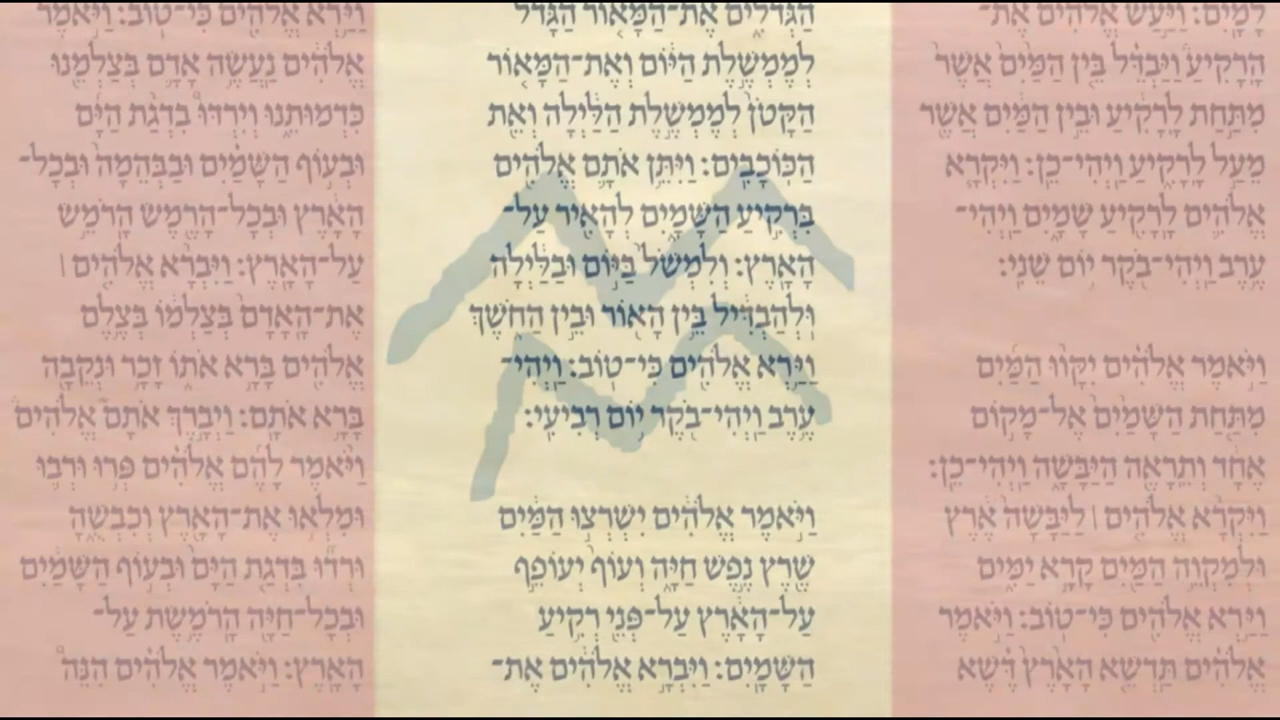 לַמָּיִם: וַיַּעַשׂ אֱלֹהִים אֶת־
הָרָקִיעַ וַיַּבְדֵּל בֵּין הַמַּיִם אֲשֶׁר
מִתַּחַת לָרָקִיעַ וּבֵין הַמַּיִם אֲשֶׁר
מֵעַל לָרָקִיעַ וַיְהִי־כֵן: וַיִּקְרָא
אֱלֹהִים לָרָקִיעַ שָׁמָיִם וַיְהִי־
עֶרֶב וַיְהִי־בֹקֶר יוֹם שֵׁנִי:
וַיֹּאמֶר אֱלֹהִים יִקָּווּ הַמַּיִם
מִתַּחַת הַשָּׁמַיִם אֶל־מָקוֹם
אֶחָד וְתֵרָאֶה הַיַּבָּשָׁה וַיְהִי־כֵן:
וַיִּקְרָא אֱלֹהִים ׀ לַיַּבָּשָׁה אֶרֶץ
וּלְמִקְוֵה הַמַּיִם קָרָא יַמִּים
וַיַּרְא אֱלֹהִים כִּי־טוֹב: וַיֹּאמֶר
אֱלֹהִים תַּדְשֵׁא הָאָרֶץ דֶּשֶׁא
הַגְּדֹלִים אֶת־הַמָּאוֹר הַגָּדֹל
לְמֶמְשֶׁלֶת הַיּוֹם וְאֶת־הַמָּאוֹר
הַקָּטֹן לְמֶמְשֶׁלֶת הַלַּיְלָה וְאֵת
הַכּוֹכָבִים: וַיִּתֵּן אֹתָם אֱלֹהִים
בִּרְקִיעַ הַשָּׁמָיִם לְהָאִיר עַל־
הָאָרֶץ: וְלִמְשֹׁל בַּיּוֹם וּבַלַּיְלָה
וּלְהַבְדִּיל בֵּין הָאוֹר וּבֵין הַחֹשֶׁךְ
וַיַּרְא אֱלֹהִים כִּי־טוֹב: וַיְהִי־
עֶרֶב וַיְהִי־בֹקֶר יוֹם רְבִיעִי:
וַיֹּאמֶר אֱלֹהִים יִשְׁרְצוּ הַמַּיִם
שֶׁרֶץ נֶפֶשׁ חַיָּה וְעוֹף יְעוֹפֵף
עַל־הָאָרֶץ עַל־פְּנֵי רְקִיעַ
הַשָּׁמָיִם: וַיִּבְרָא אֱלֹהִים אֶת־
וַיַּרְא אֱלֹהִים כִּי־טוֹב: וַיֹּאמֶר
אֱלֹהִים נַעֲשֶׂה אָדָם בְּצַלְמֵנוּ
כִּדְמוּתֵנוּ וְיִרְדּוּ בִדְגַת הַיָּם
וּבְעוֹף הַשָּׁמַיִם וּבַבְּהֵמָה וּבְכָל־
הָאָרֶץ וּבְכָל־הָרֶמֶשׂ הָרֹמֵשׂ
עַל־הָאָרֶץ: וַיִּבְרָא אֱלֹהִים ׀
אֶת־הָאָדָם בְּצַלְמוֹ בְּצֶלֶם
אֱלֹהִים בָּרָא אֹתוֹ זָכָר וּנְקֵבָה
בָּרָא אֹתָם: וַיְבָרֶךְ אֹתָם אֱלֹהִים
וַיֹּאמֶר לָהֶם אֱלֹהִים פְּרוּ וּרְבוּ
וּמִלְאוּ אֶת־הָאָרֶץ וְכִבְשֻׁהָ
וּרְדוּ בִּדְגַת הַיָּם וּבְעוֹף הַשָּׁמַיִם
וּבְכָל־חַיָּה הָרֹמֶשֶׂת עַל־
הָאָרֶץ: וַיֹּאמֶר אֱלֹהִים הִנֵּה